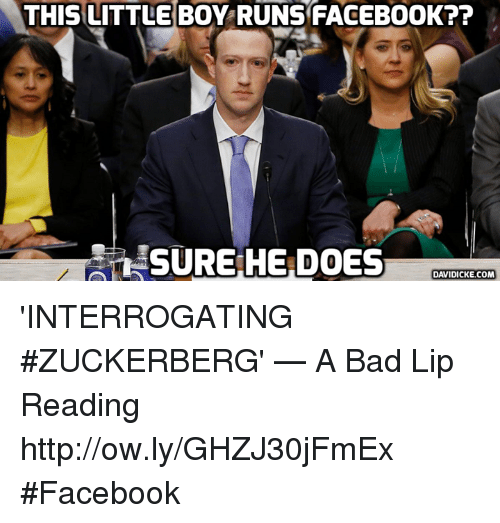 THIS LITTLE BOY RUNS FACEBOOK??
SURE HE DOES
DAVIDICKE.COM
'INTERROGATING
#ZUCKERBERG' — A Bad Lip
Reading
http://ow.ly/GHZJ30jFmEx
#Facebook